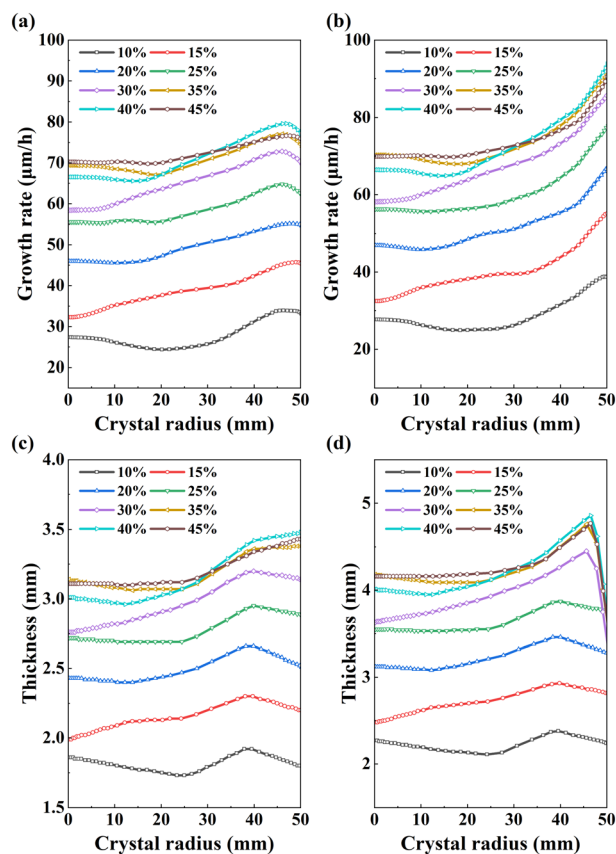 (a)
100
90
80
70
60
50
40
30
20
Growth rate (μm/h)
10% 15%
20% 25%
30% 35%
40% 45%
0 10 20 30 40 50
Crystal radius (mm)
(b)
100
80
60
40
20
Growth rate (μm/h)
10% 15%
20% 25%
30% 35%
40% 45%
0 10 20 30 40 50
Crystal radius (mm)
(c)
4.0
3.5
3.0
2.5
2.0
1.5
Thickness (mm)
10% 15%
20% 25%
30% 35%
40% 45%
0 10 20 30 40 50
Crystal radius (mm)
(d)
5
4
3
2
Thickness (mm)
10% 15%
20% 25%
30% 35%
40% 45%
0 10 20 30 40 50
Crystal radius (mm)